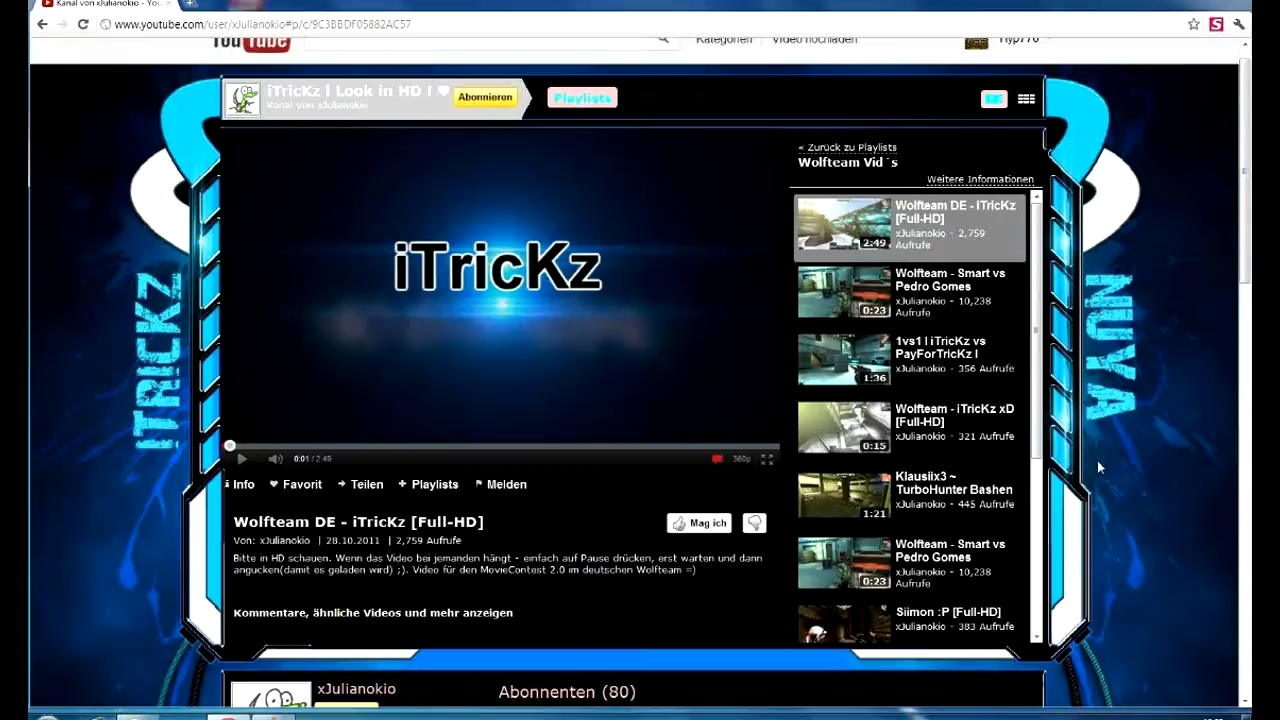 Kanal von xJulianokio - You
www.youtube.com/user/xJulianokio#p/c/9C3BBDF05882AC57
YouTube
Kategorien
Video hochladen
iTricKz | Look in HD !
Kanal von xJulianokio
Abonnieren
Playlists
« Zurück zu Playlists
Wolfteam Vid´s
Weitere Informationen
iTricKz
Wolfteam DE - iTricKz
[Full-HD]
xJulianokio - 2,759
Aufrufe
2:49
Wolfteam - Smart vs
Pedro Gomes
xJulianokio - 10,238
Aufrufe
0:23
1vs1 l iTricKz vs
PayForTricKz l
xJulianokio - 356 Aufrufe
1:36
Wolfteam - iTricKz xD
[Full-HD]
xJulianokio - 321 Aufrufe
0:15
Klausiix3 ~
TurboHunter Bashen
xJulianokio - 445 Aufrufe
1:21
Wolfteam - Smart vs
Pedro Gomes
xJulianokio - 10,238
Aufrufe
0:23
Siimon :P [Full-HD]
xJulianokio - 383 Aufrufe
0:01 / 2:49
360p
Info
Favorit
Teilen
Playlists
Melden
Wolfteam DE - iTricKz [Full-HD]
Mag ich
Von: xJulianokio | 28.10.2011 | 2,759 Aufrufe
Bitte in HD schauen. Wenn das Video bei jemanden hängt - einfach auf Pause drücken, erst warten und dann
angucken(damit es geladen wird) ;). Video für den MovieContest 2.0 im deutschen Wolfteam =)
Kommentare, ähnliche Videos und mehr anzeigen
xJulianokio
Abonnenten (80)
iTRICKZ
NUYA